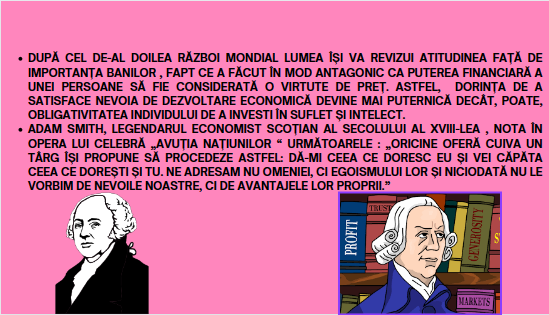 • DUPĂ CEL DE-AL DOILEA RĂZBOI MONDIAL LUMEA ÎȘI VA REVIZUI ATITUDINEA FAȚĂ DE
IMPORTANȚA BANILOR , FAPT CE A FĂCUT ÎN MOD ANTAGONIC CA PUTEREA FINANCIARĂ A
UNEI PERSOANE SĂ FIE CONSIDERATĂ O VIRTUTE DE PREȚ. ASTFEL, DORINȚA DE A
SATISFACE NEVOIA DE DEZVOLTARE ECONOMICĂ DEVINE MAI PUTERNICĂ DECÂT, POATE,
OBLIGATIVITATEA INDIVIDULUI DE A INVESTI ÎN SUFLET ȘI INTELECT.
• ADAM SMITH, LEGENDARUL ECONOMIST SCOȚIAN AL SECOLULUI AL XVIII-LEA , NOTA ÎN
OPERA LUI CELEBRĂ „AVUȚIA NAȚIUNILOR “ URMĂTOARELE : „ORICINE OFERĂ CUIVA UN
TÂRG ÎȘI PROPUNE SĂ PROCEDEZE ASTFEL: DĂ-MI CEEA CE DORESC EU ȘI VEI CĂPĂTA
CEEA CE DOREȘTI ȘI TU. NE ADRESAM NU OMENIEI, CI EGOISMULUI LOR ȘI NICIODATĂ NU LE
VORBIM DE NEVOILE NOASTRE, CI DE AVANTAJELE LOR PROPRII.”
PROFIT
TRUST
GENEROSITY
MARKETS